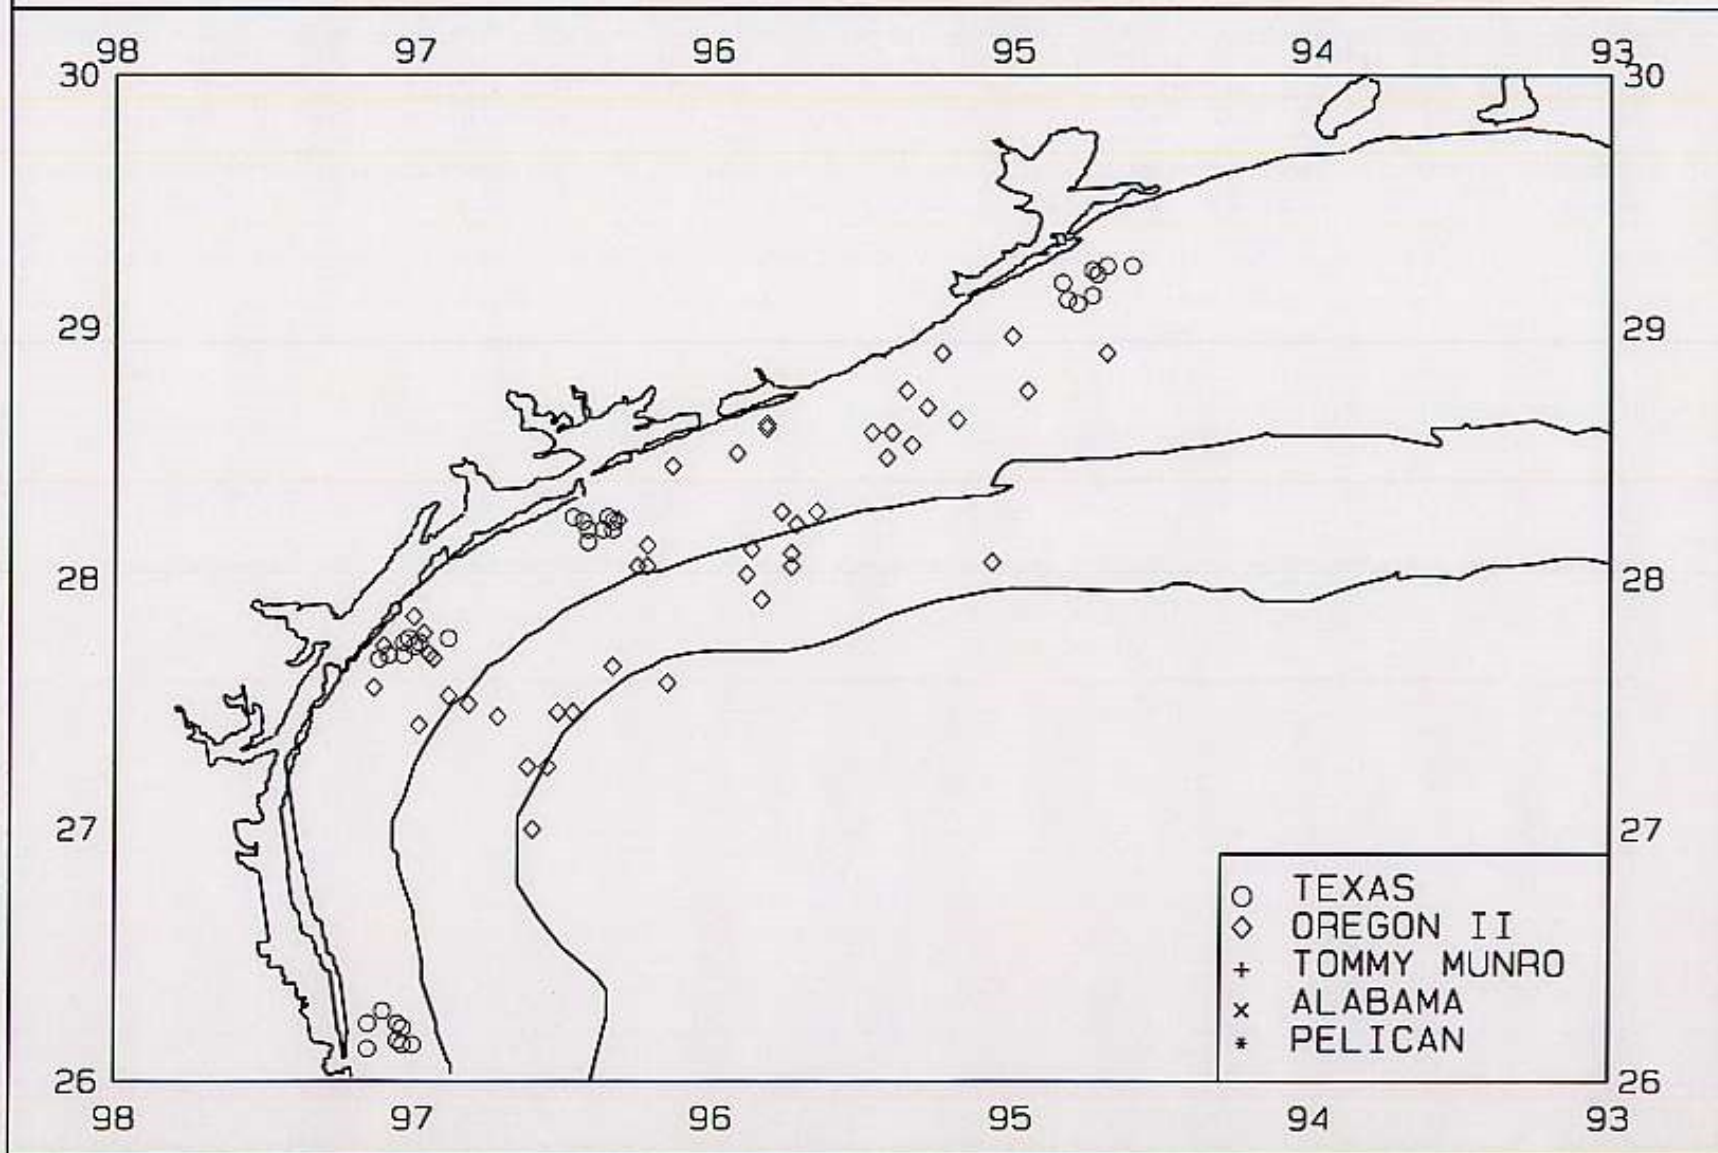 98 97 96 95 94 93
30 30
29 29
28 28
27 27
TEXAS
OREGON II
TOMMY MUNRO
ALABAMA
PELICAN
26 26
98 97 96 95 94 93